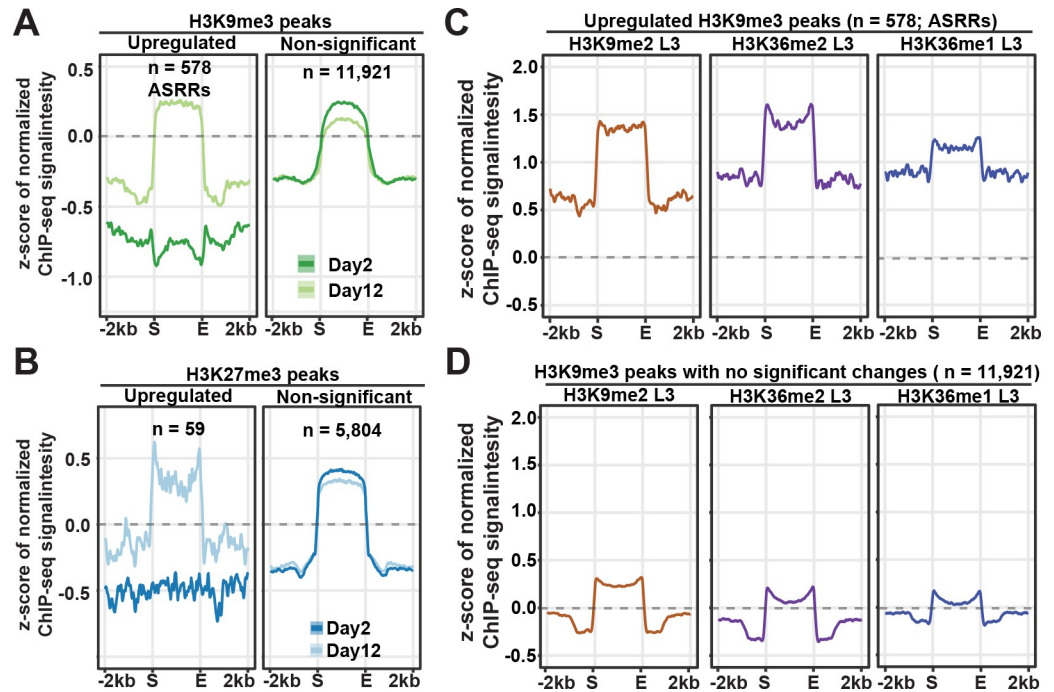 A
H3K9me3 peaks
Upregulated Non-significant
z-score of normalized
ChIP-seq signalintesity
0.5
0.0
-0.5
-1.0
n = 578
ASRRs
n = 11,921
Day2
Day12
-2kb S E 2kb -2kb S E 2kb
B
H3K27me3 peaks
Upregulated Non-significant
z-score of normalized
ChIP-seq signalintesity
0.5
0.0
-0.5
n = 59
n = 5,804
Day2
Day12
-2kb S E 2kb -2kb S E 2kb
C
Upregulated H3K9me3 peaks (n = 578; ASRRs)
H3K9me2 L3 H3K36me2 L3 H3K36me1 L3
z-score of normalized
ChIP-seq signalintesity
2.0
1.5
1.0
0.5
0.0
-0.5
-2kb S E 2kb -2kb S E 2kb -2kb S E 2kb
D
H3K9me3 peaks with no significant changes ( n = 11,921)
H3K9me2 L3 H3K36me2 L3 H3K36me1 L3
z-score of normalized
ChIP-seq signalintesity
2.0
1.5
1.0
0.5
0.0
-0.5
-2kb S E 2kb -2kb S E 2kb -2kb S E 2kb